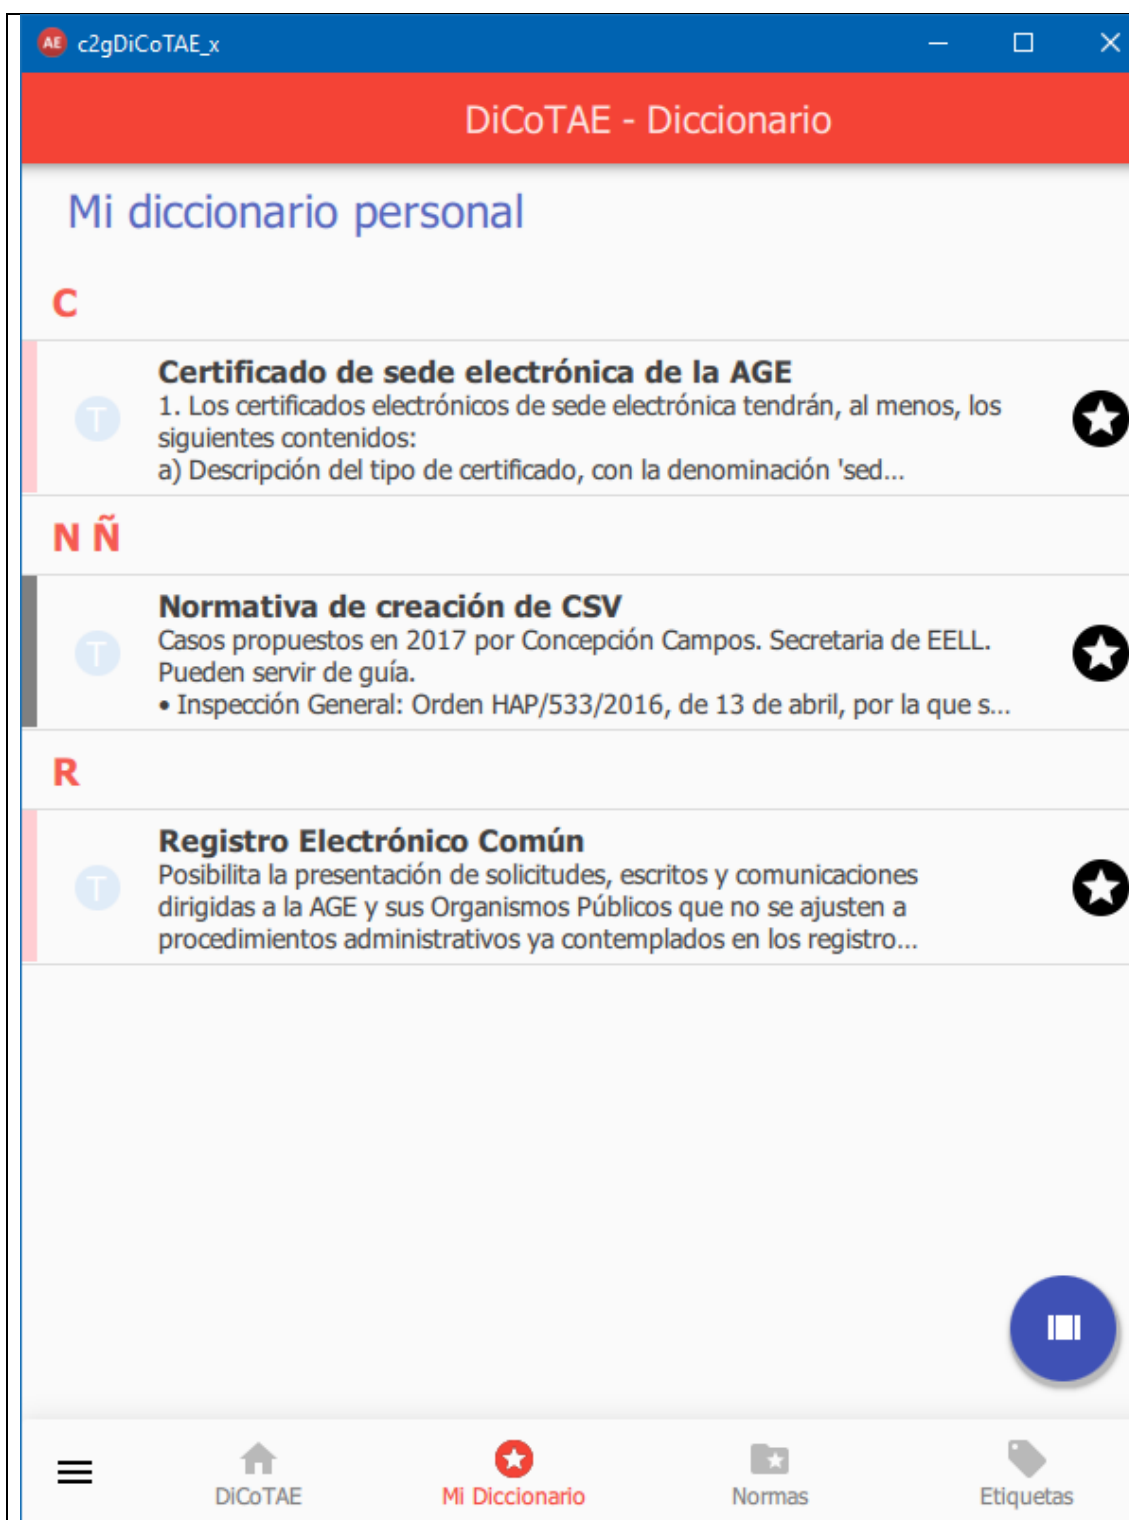 AE c2gDiCoTAE_x
DiCoTAE - Diccionario
Mi diccionario personal
C
Certificado de sede electrónica de la AGE
T
1. Los certificados electrónicos de sede electrónica tendrán, al menos, los
siguientes contenidos:
a) Descripción del tipo de certificado, con la denominación 'sed...
N Ñ
Normativa de creación de CSV
T
Casos propuestos en 2017 por Concepción Campos. Secretaria de EELL.
Pueden servir de guía.
• Inspección General: Orden HAP/533/2016, de 13 de abril, por la que s...
R
Registro Electrónico Común
T
Posibilita la presentación de solicitudes, escritos y comunicaciones
dirigidas a la AGE y sus Organismos Públicos que no se ajusten a
procedimientos administrativos ya contemplados en los registro...
DiCoTAE Mi Diccionario Normas Etiquetas